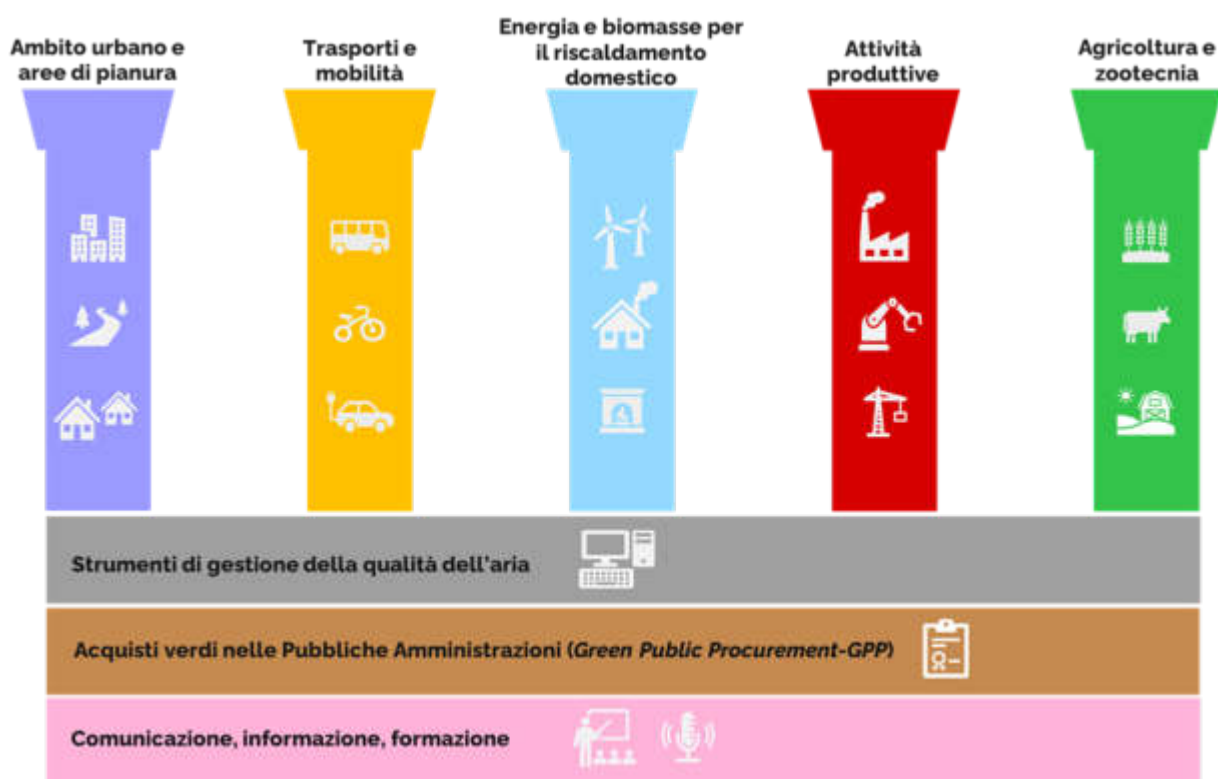 Ambito urbano e
aree di pianura
Trasporti e
mobilità
Energia e biomasse per
il riscaldamento
domestico
Attività
produttive
Agricoltura e
zootecnia
Strumenti di gestione della qualità dell'aria
Acquisti verdi nelle Pubbliche Amministrazioni (Green Public Procurement-GPP)
Comunicazione, informazione, formazione